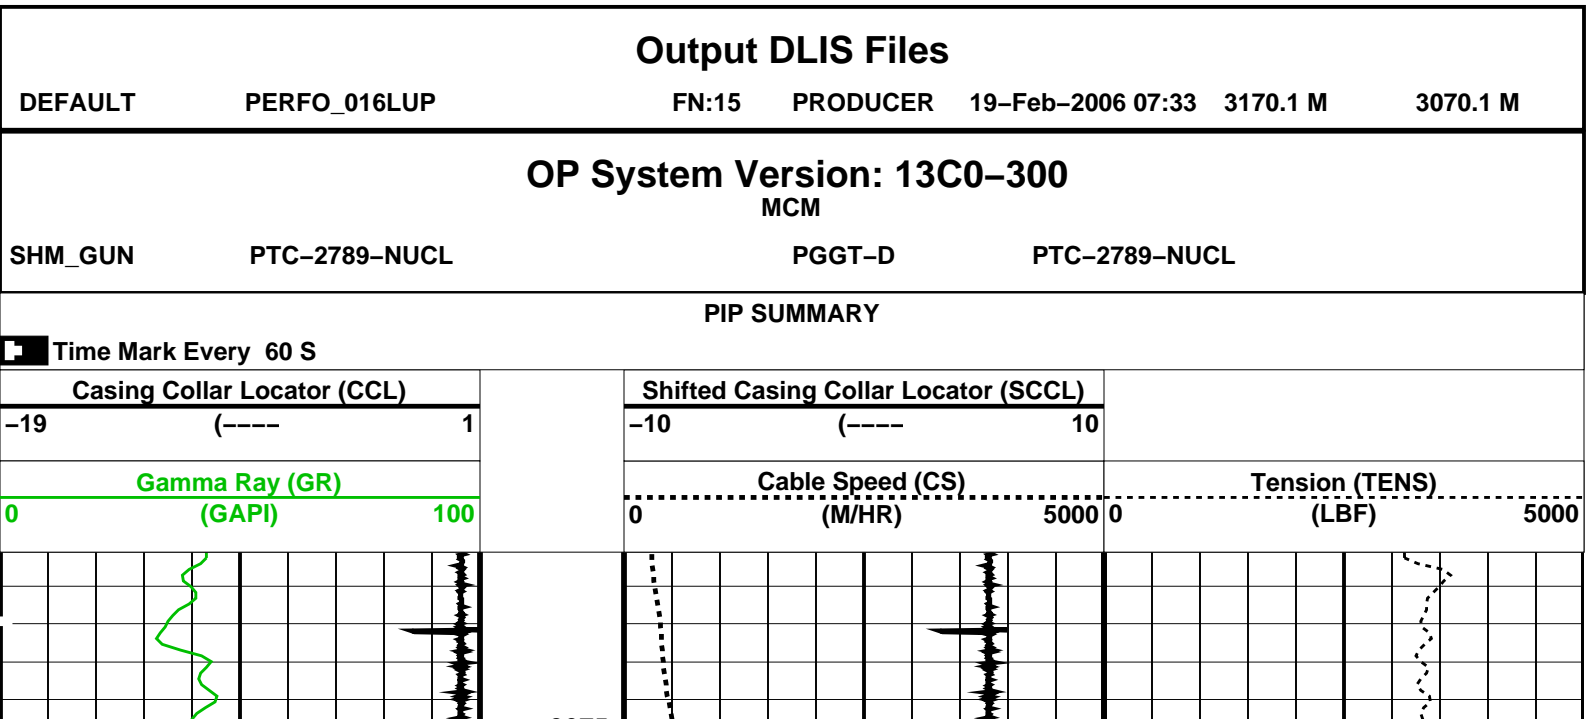 Output DLIS Files
DEFAULT PERFO_016LUP FN:15 PRODUCER 19–Feb–2006 07:33 3170.1 M 3070.1 M
OP System Version: 13C0–300
MCM
SHM_GUN PTC–2789–NUCL PGGT–D PTC–2789–NUCL
PIP SUMMARY
Time Mark Every 60 S
Casing Collar Locator (CCL) Shifted Casing Collar Locator (SCCL)
–19 (–––– 1 –10 (–––– 10
Gamma Ray (GR) Cable Speed (CS) Tension (TENS)
0 (GAPI) 100 0 (M/HR) 5000 0 (LBF) 5000